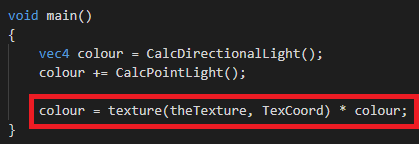 void main()
{
    vec4 colour = CalcDirectionalLight();
    colour += CalcPointLight();
    colour = texture(theTexture, TexCoord) * colour;
}